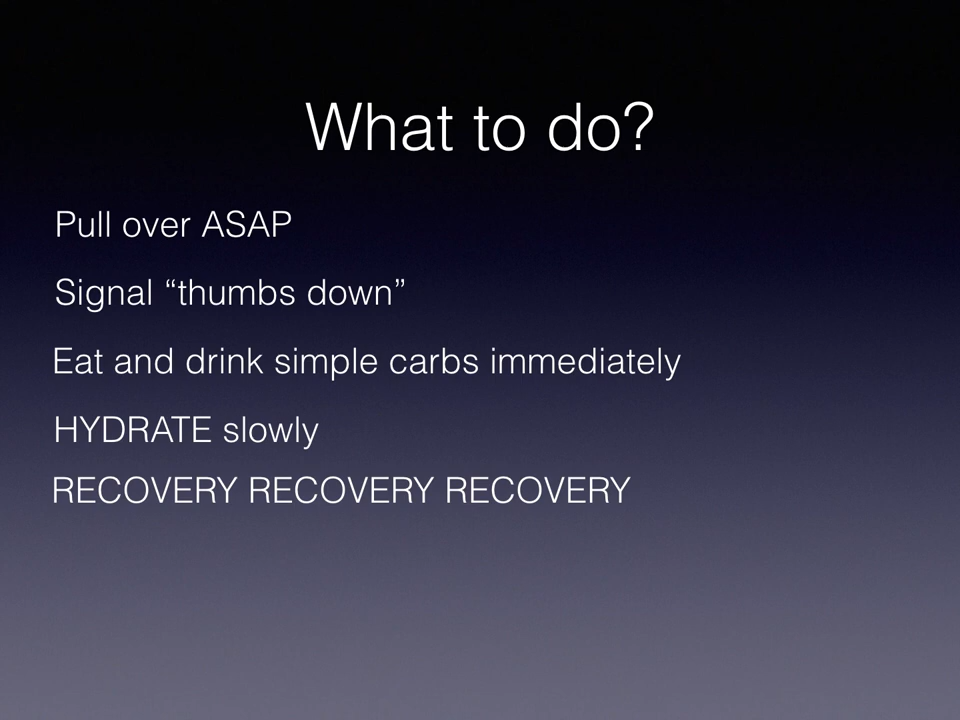 What to do?
Pull over ASAP
Signal “thumbs down”
Eat and drink simple carbs immediately
HYDRATE slowly
RECOVERY RECOVERY RECOVERY